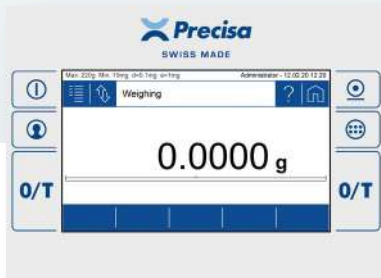 Precisa
SWISS MADE
Max: 220g Min: 10mg d=0.1mg e=1mg
Administrator - 12.02.20 12:28
Weighing
?
0.0000 g
0/T
0/T